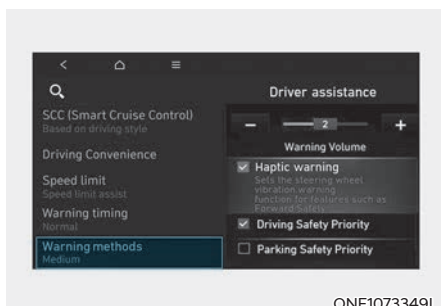 Driver assistance
SCC (Smart Cruise Control)
Based on driving style
Driving Convenience
Speed limit
Speed limit assist
Warning timing
Normal
Warning methods
Medium
− 2 +
Warning Volume
Haptic warning
Sets the steering wheel
vibration warning
function for features such as
Forward Safety.
Driving Safety Priority
Parking Safety Priority
ONE1073349L